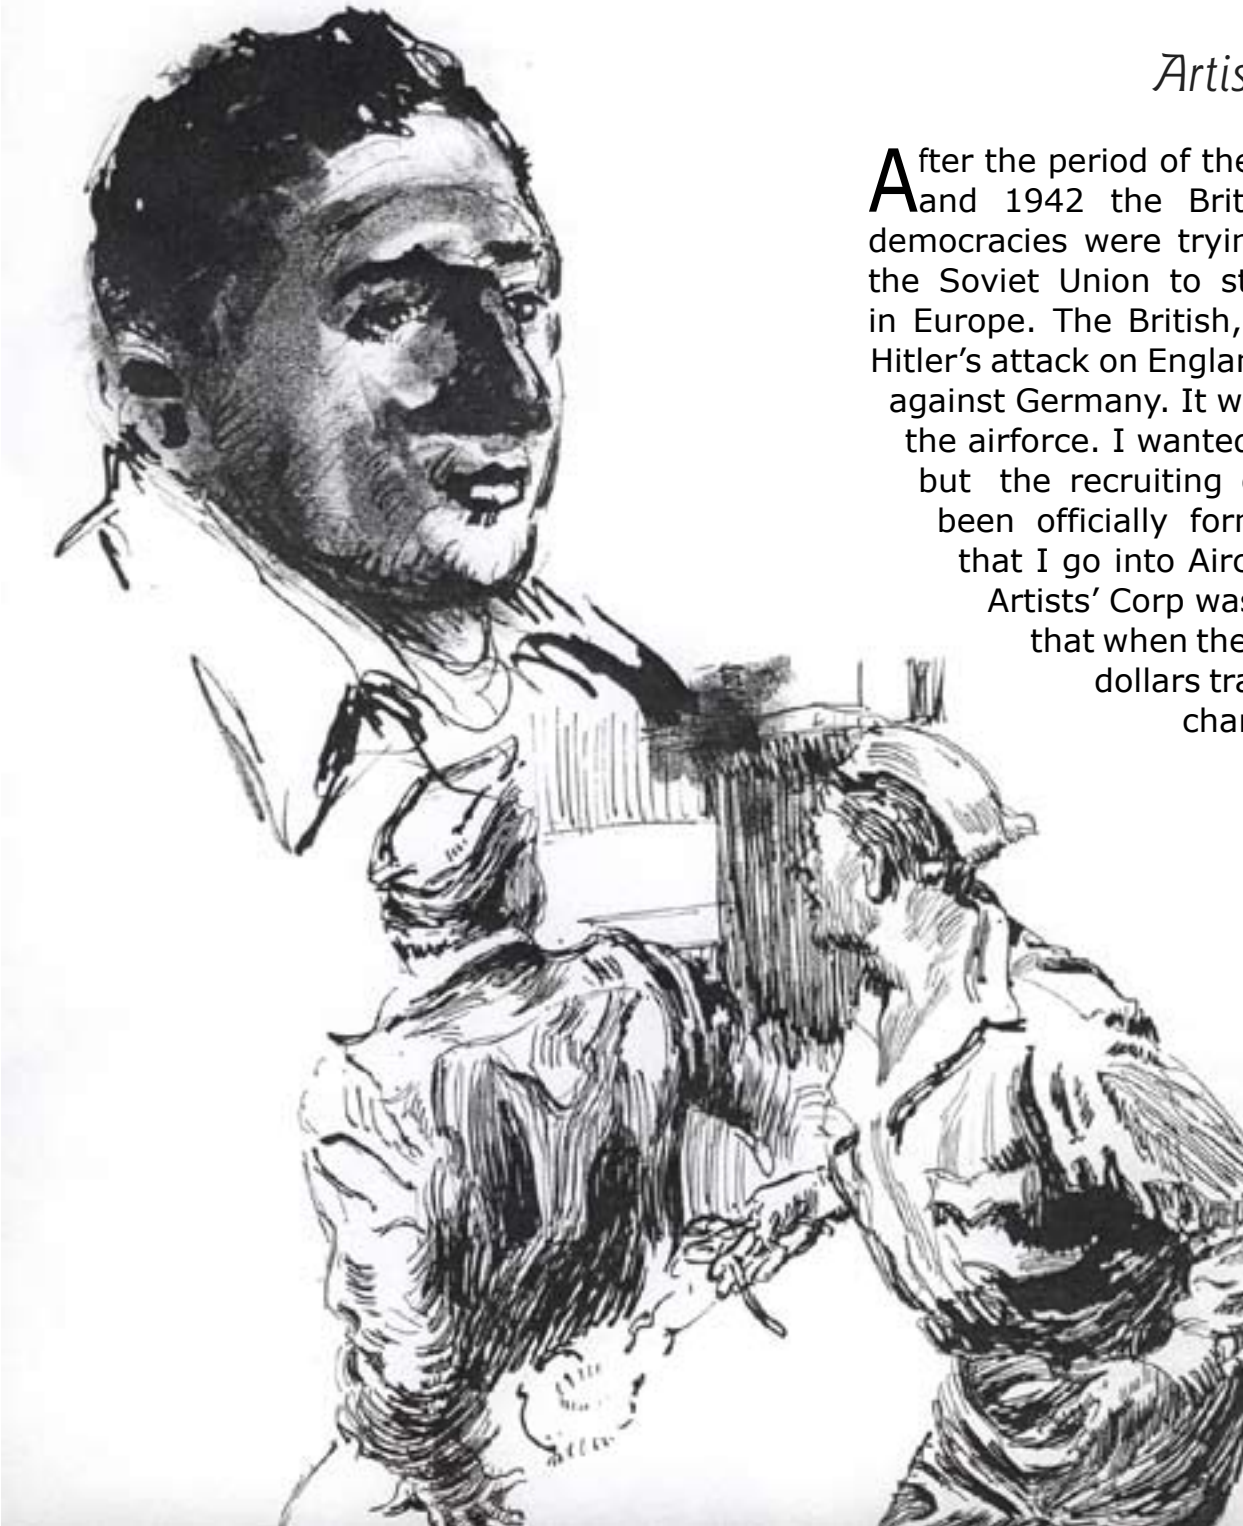 Artis
After the period of the
and 1942 the Brit
democracies were tryin
the Soviet Union to st
in Europe. The British,
Hitler’s attack on Englan
against Germany. It w
the airforce. I wanted
but the recruiting
been officially forn
that I go into Airc
Artists’ Corp was
that when the
dollars tra
char